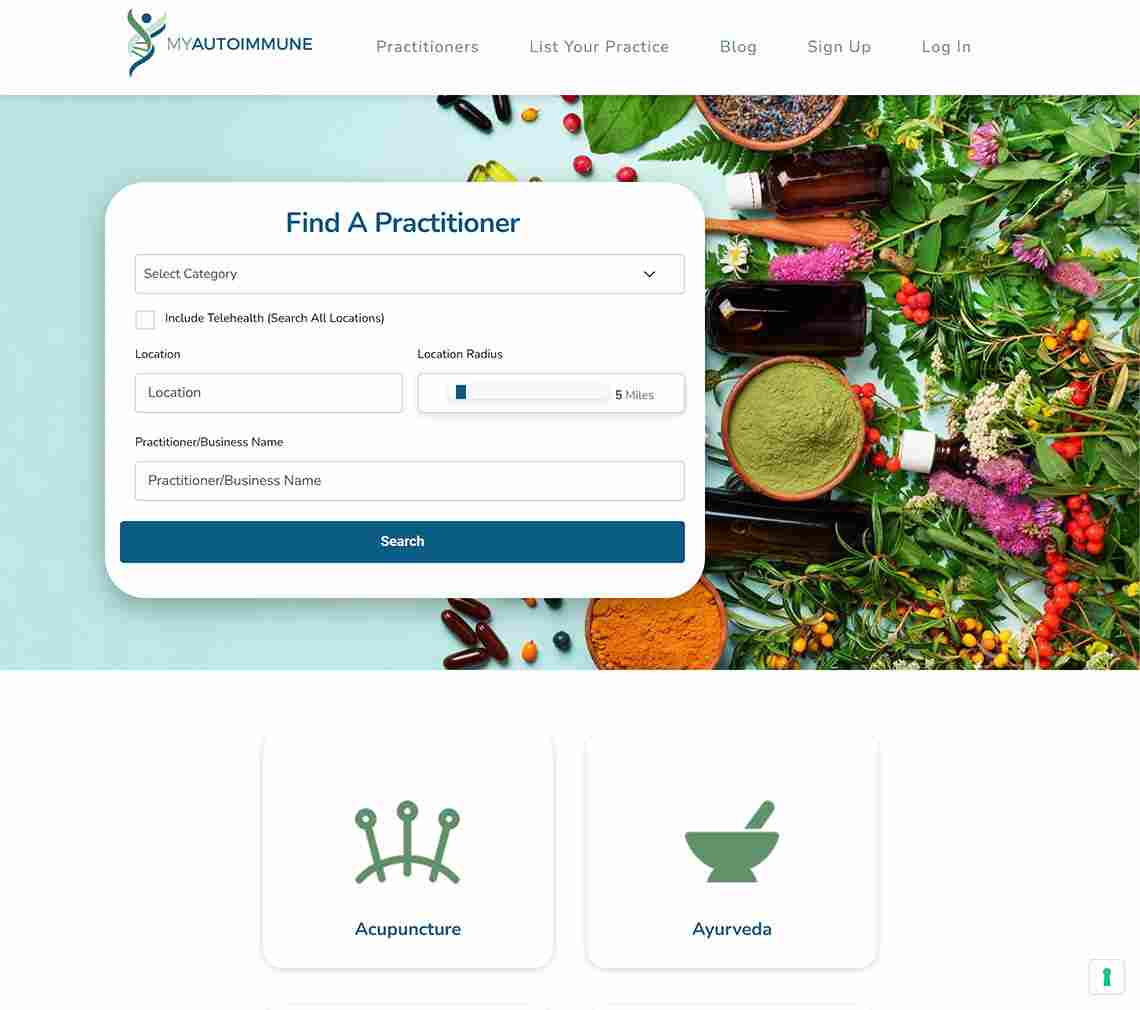 MYAUTOIMMUNE
Practitioners
List Your Practice
Blog
Sign Up
Log In
Find A Practitioner
Select Category
Include Telehealth (Search All Locations)
Location
Location Radius
Location
5 Miles
Practitioner/Business Name
Practitioner/Business Name
Search
Acupuncture
Ayurveda